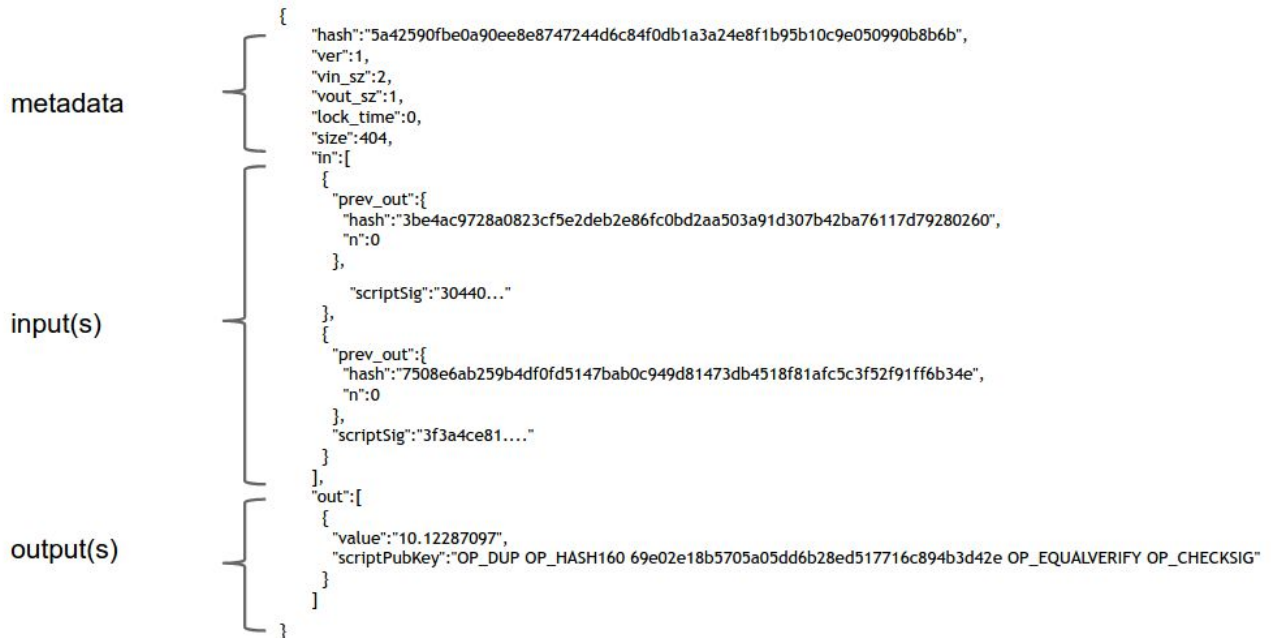 {
"hash":"5a42590fbe0a90ee8e8747244d6c84f0db1a3a24e8f1b95b10c9e050990b8b6b",
"ver":1,
"vin_sz":2,
metadata
"vout_sz":1,
"lock_time":0,
"size":404,
"in":[
{
"prev_out":{
"hash":"3be4ac9728a0823cf5e2deb2e86fc0bd2aa503a91d307b42ba76117d79280260",
"n":0
},
"scriptSig":"30440..."
input(s)
},
{
"prev_out":{
"hash":"7508e6ab259b4df0fd5147bab0c949d81473db4518f81afc5c3f52f91ff6b34e",
"n":0
},
"scriptSig":"3f3a4ce81...."
}
],
"out":[
{
output(s)
"value":"10.12287097",
"scriptPubKey":"OP_DUP OP_HASH160 69e02e18b5705a05dd6b28ed517716c894b3d42e OP_EQUALVERIFY OP_CHECKSIG"
}
]
}